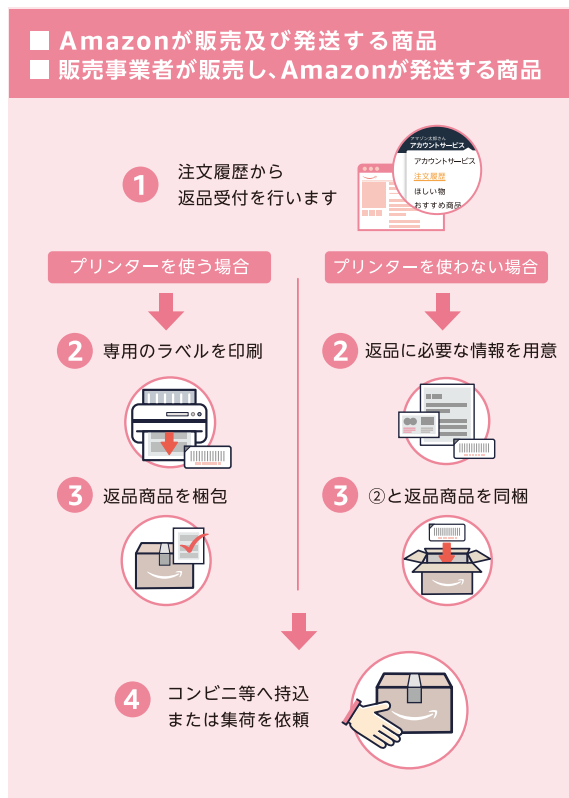 ■ Amazonが販売及び発送する商品
■ 販売事業者が販売し、Amazonが発送する商品
1
注文履歴から
返品受付を行います
アマゾン太郎さん
アカウントサービス
アカウントサービス
注文履歴
ほしい物
おすすめ商品
プリンターを使う場合
2
専用のラベルを印刷
3
返品商品を梱包
プリンターを使わない場合
2
返品に必要な情報を用意
3
②と返品商品を同梱
4
コンビニ等へ持込
または集荷を依頼